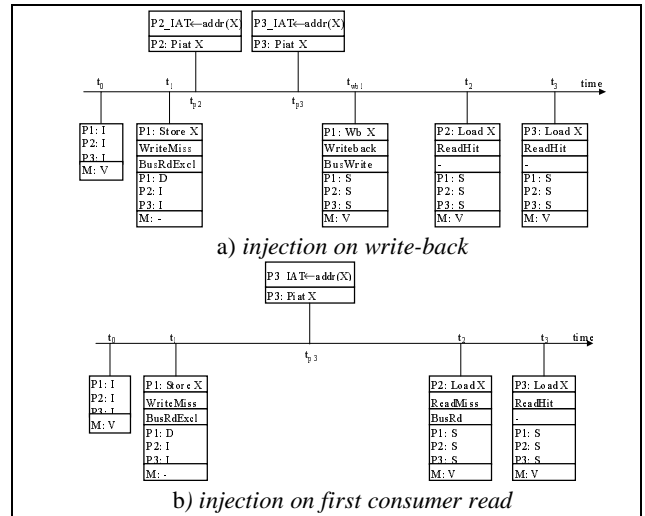 P2_IAT←addr(X) P3_IAT←addr(X)
P2: Piat X P3: Piat X
t0 t1 twb1 t2 t3 time
tp2 tp3
P1: I P1: Store X P1: Wb X P2: Load X P3: Load X
P2: I WriteMiss Writeback ReadHit ReadHit
P3: I BusRdExcl BusWrite - -
M: V P1: D P1: S P1: S P1: S
P2: I P2: S P2: S P2: S
P3: I P3: S P3: S P3: S
M: - M: V M: V M: V
a) injection on write-back
P3_IAT←addr(X)
P3: Piat X
t0 t1 t2 t3 time
tp3
P1: I P1: Store X P2: Load X P3: Load X
P2: I WriteMiss ReadMiss ReadHit
P3: I BusRdExcl BusRd -
M: V P1: D P1: S P1: S
P2: I P2: S P2: S
P3: I P3: S P3: S
M: - M: V M: V
b) injection on first consumer read